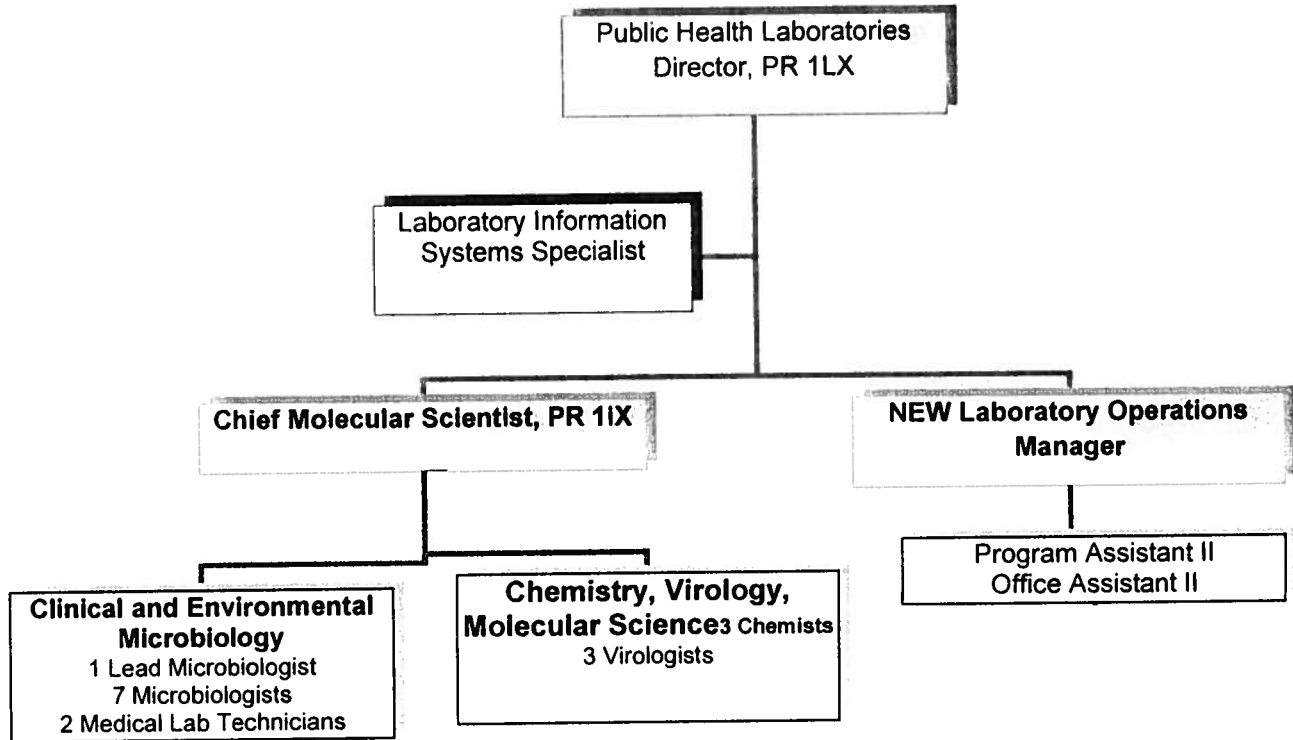 Public Health Laboratories
Director, PR 1LX
Laboratory Information
Systems Specialist
Chief Molecular Scientist, PR 1iX
NEW Laboratory Operations
Manager
Program Assistant II
Office Assistant II
Clinical and Environmental
Microbiology
1 Lead Microbiologist
7 Microbiologists
2 Medical Lab Technicians
Chemistry, Virology,
Molecular Science3 Chemists
3 Virologists